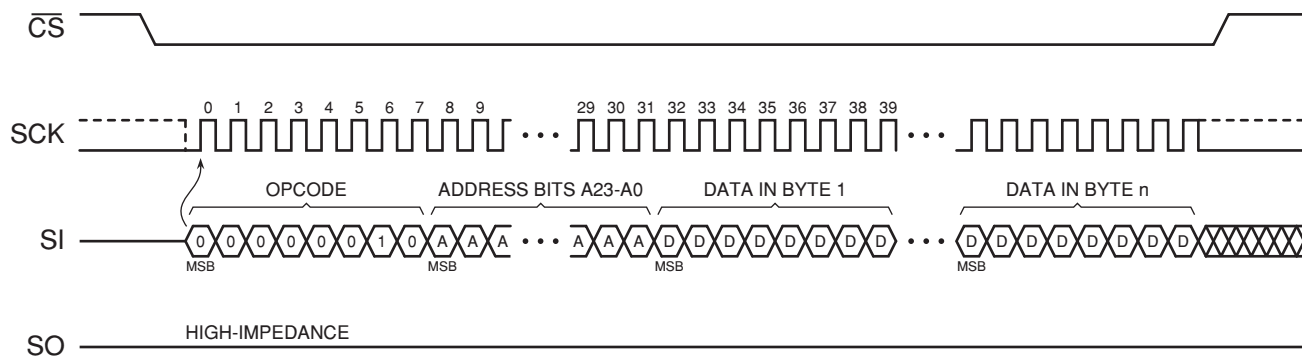 C̅S̅
SCK
0 1 2 3 4 5 6 7 8 9 29 30 31 32 33 34 35 36 37 38 39
OPCODE ADDRESS BITS A23-A0 DATA IN BYTE 1 DATA IN BYTE n
SI
0 0 0 0 0 0 1 0 A A A A A A D D D D D D D D D D D D D D D D
MSB MSB MSB MSB
HIGH-IMPEDANCE
SO